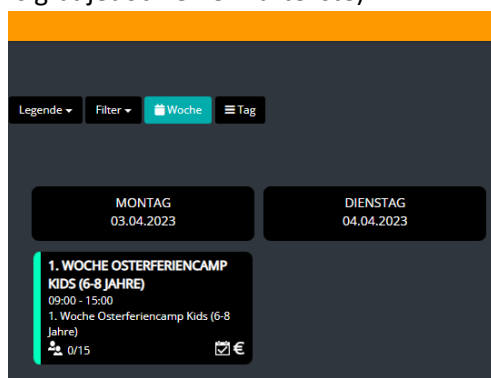 Legende Filter Woche Tag
MONTAG DIENSTAG
03.04.2023 04.04.2023
1. WOCHE OSTERFERIENCAMP
KIDS (6-8 JAHRE)
09:00 - 15:00
1. Woche Osterferiencamp Kids (6-8
Jahre)
0/15 €